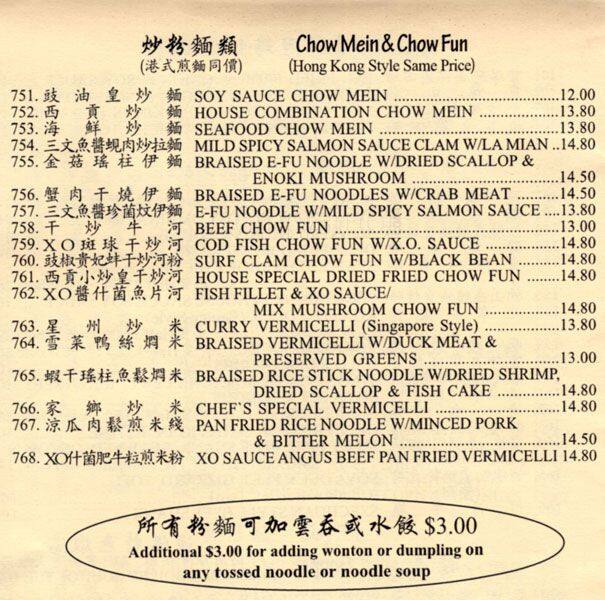 炒粉麵類 Chow Mein & Chow Fun
(港式煎麵同價) (Hong Kong Style Same Price)
751. 豉油皇炒麵 SOY SAUCE CHOW MEIN 12.00
752. 西貢炒麵 HOUSE COMBINATION CHOW MEIN 13.80
753. 海鮮炒麵 SEAFOOD CHOW MEIN 13.80
754. 三文魚醬蜆肉炒拉麵 MILD SPICY SALMON SAUCE CLAM W/LA MIAN 14.80
755. 金菇瑤柱伊麵 BRAISED E-FU NOODLE W/DRIED SCALLOP &
ENOKI MUSHROOM 14.50
756. 蟹肉干燒伊麵 BRAISED E-FU NOODLES W/CRAB MEAT 14.50
757. 三文魚醬珍菌炆伊麵 E-FU NOODLE W/MILD SPICY SALMON SAUCE 13.80
758. 干炒牛河 BEEF CHOW FUN 13.00
759. XO斑球干炒河 COD FISH CHOW FUN W/X.O. SAUCE 14.80
760. 豉椒貴妃蚌干炒河粉 SURF CLAM CHOW FUN W/BLACK BEAN 14.80
761. 西貢小炒皇干炒河 HOUSE SPECIAL DRIED FRIED CHOW FUN 14.80
762. XO醬什菌魚片河 FISH FILLET & XO SAUCE/
MIX MUSHROOM CHOW FUN 14.80
763. 星州炒米 CURRY VERMICELLI (Singapore Style) 13.80
764. 雪菜鴨絲燜米 BRAISED VERMICELLI W/DUCK MEAT &
PRESERVED GREENS 13.00
765. 蝦干瑤柱魚鬆燜米 BRAISED RICE STICK NOODLE W/DRIED SHRIMP,
DRIED SCALLOP & FISH CAKE 14.80
766. 家鄉炒米 CHEF`S SPECIAL VERMICELLI 14.80
767. 涼瓜肉鬆煎米綫 PAN FRIED RICE NOODLE W/MINCED PORK
& BITTER MELON 14.50
768. XO什菌肥牛粒煎米粉 XO SAUCE ANGUS BEEF PAN FRIED VERMICELLI 14.80
所有粉麵可加雲吞或水餃 $3.00
Additional $3.00 for adding wonton or dumpling on
any tossed noodle or noodle soup